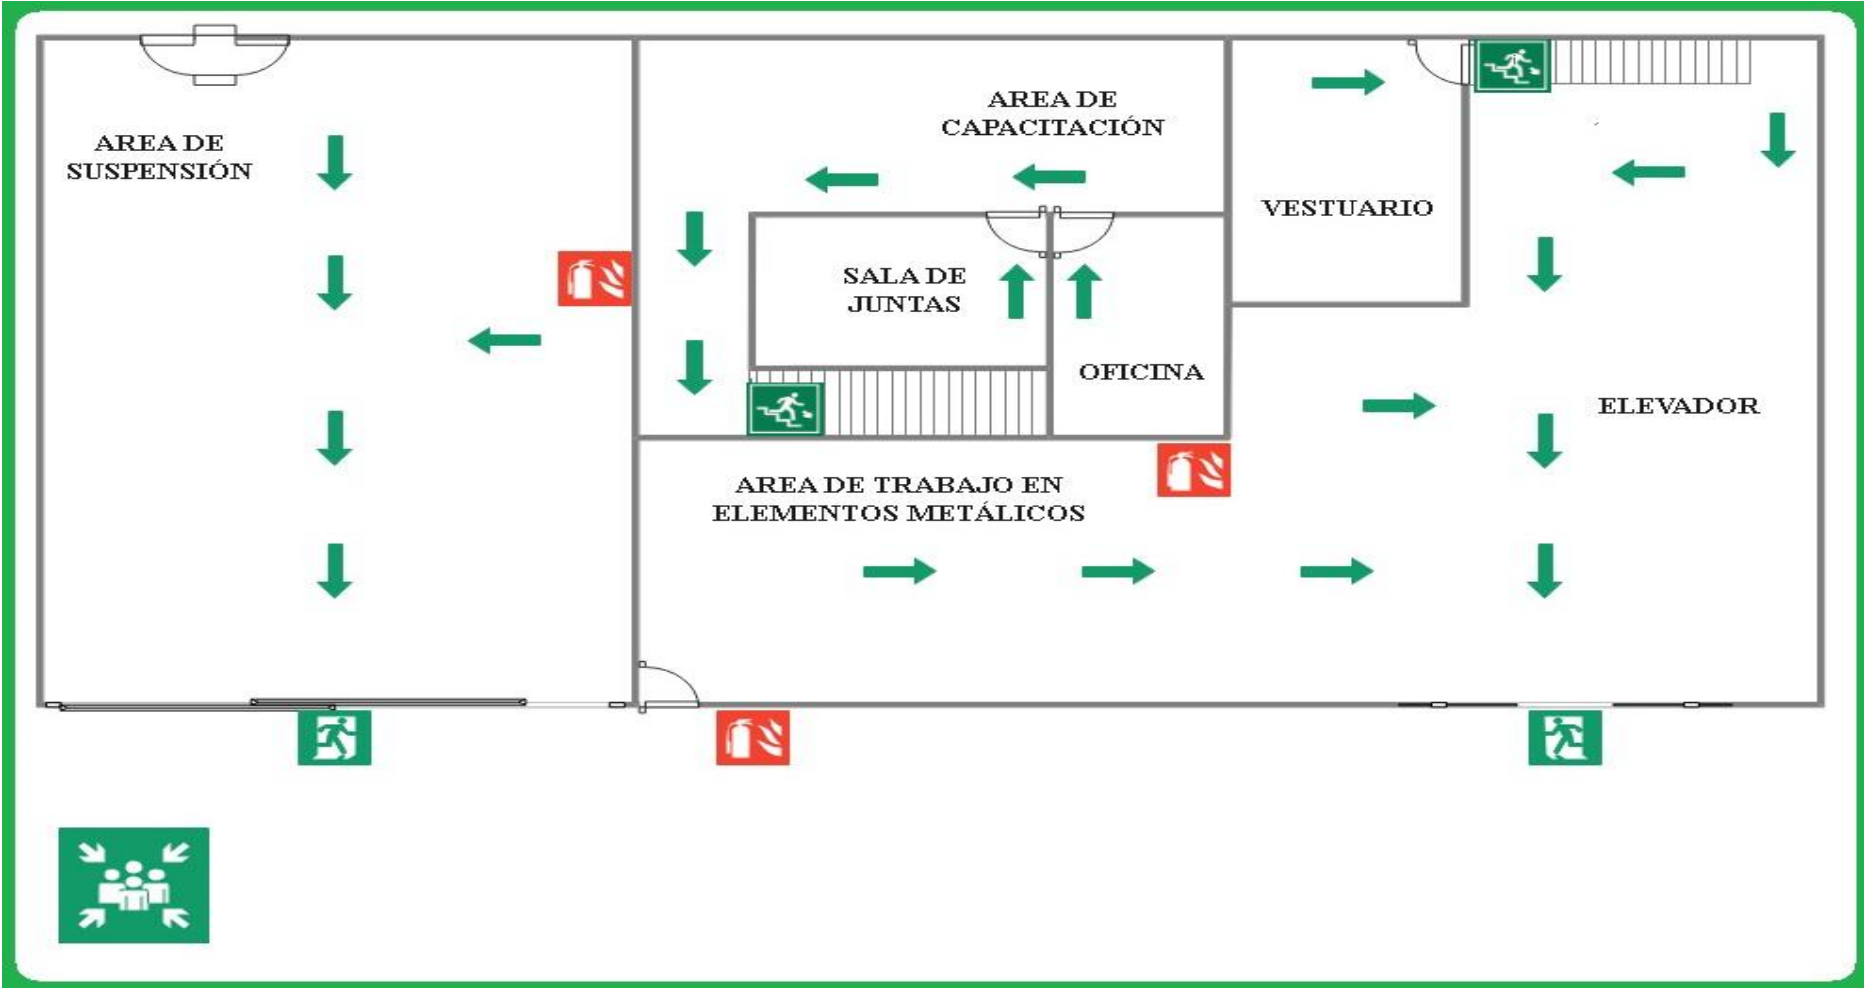 AREA DE
SUSPENSIÓN
AREA DE
CAPACITACIÓN
VESTUARIO
SALA DE
JUNTAS
OFICINA
ELEVADOR
AREA DE TRABAJO EN
ELEMENTOS METÁLICOS